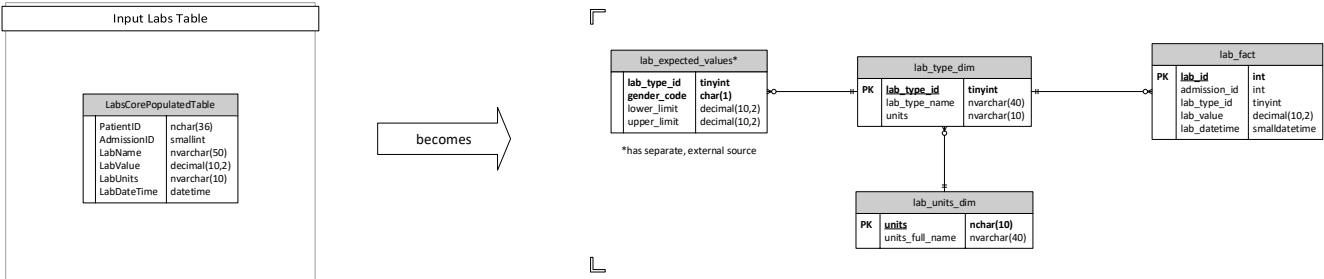 Input Labs Table
LabsCorePopulatedTable
PatientID nchar(36)
AdmissionID smallint
LabName nvarchar(50)
LabValue decimal(10,2)
LabUnits nvarchar(10)
LabDateTime datetime
becomes
lab_expected_values*
lab_type_id tinyint
gender_code char(1)
lower_limit decimal(10,2)
upper_limit decimal(10,2)
*has separate, external source
lab_type_dim
PK lab_type_id tinyint
lab_type_name nvarchar(40)
units nvarchar(10)
lab_fact
PK lab_id int
admission_id int
lab_type_id tinyint
lab_value decimal(10,2)
lab_datetime smalldatetime
lab_units_dim
PK units nchar(10)
units_full_name nvarchar(40)